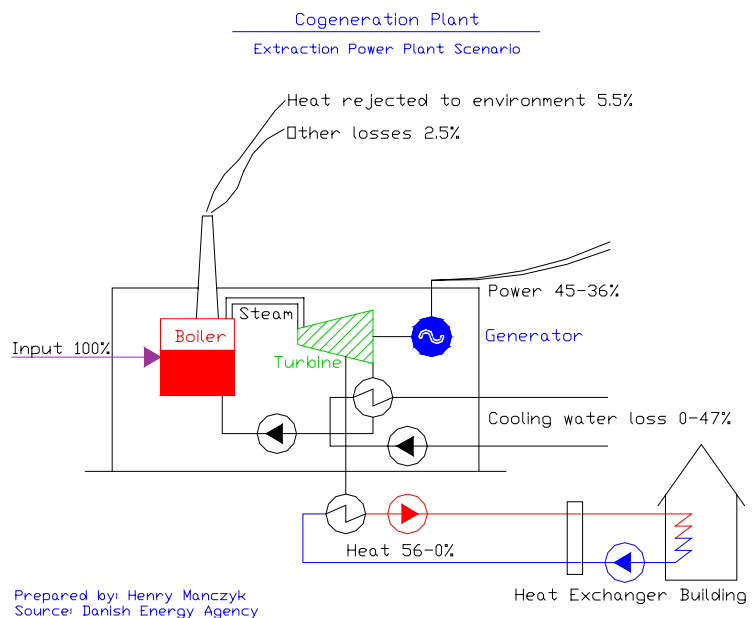 Cogeneration Plant
Extraction Power Plant Scenario
Heat rejected to environment 5.5%
Other losses 2.5%
Power 45-36%
Steam
Boiler
Generator
Input 100%
Turbine
Cooling water loss 0-47%
Heat 56-0%
Heat Exchanger Building
Prepared by: Henry Manczyk
Source: Danish Energy Agency